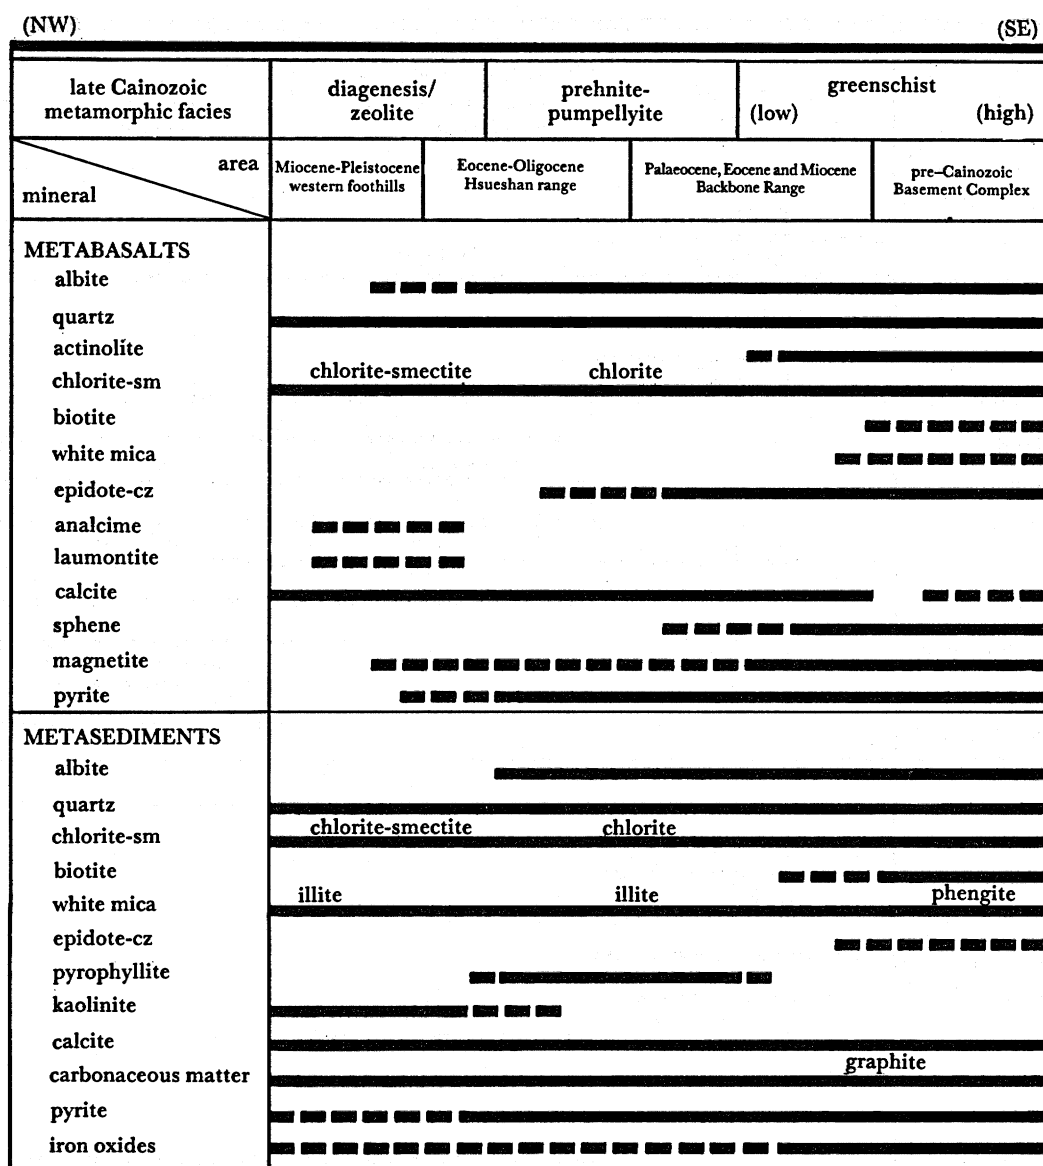 (NW) (SE)
late Cainozoic
metamorphic facies
diagenesis/
zeolite
prehnite-
pumpellyite
greenschist
(low) (high)
area
mineral
Miocene-Pleistocene
western foothills
Eocene-Oligocene
Hsueshan range
Palaeocene, Eocene and Miocene
Backbone Range
pre–Cainozoic
Basement Complex
METABASALTS
albite
quartz
actinolite
chlorite-sm chlorite-smectite chlorite
biotite
white mica
epidote-cz
analcime
laumontite
calcite
sphene
magnetite
pyrite
METASEDIMENTS
albite
quartz
chlorite-sm chlorite-smectite chlorite
biotite
white mica illite illite phengite
epidote-cz
pyrophyllite
kaolinite
calcite
carbonaceous matter graphite
pyrite
iron oxides